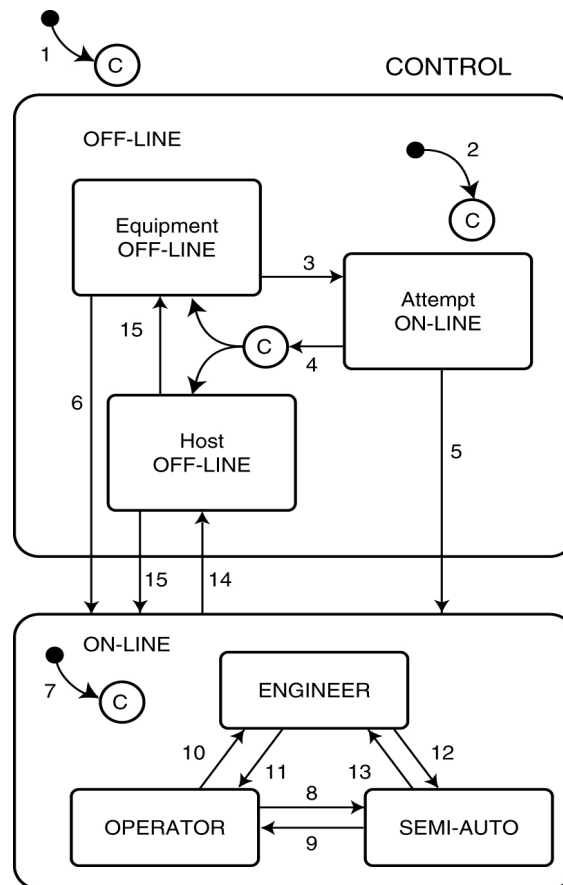 1
C
CONTROL
OFF-LINE
2
C
Equipment
OFF-LINE
3
Attempt
ON-LINE
15
C
4
6
Host
OFF-LINE
5
15
14
ON-LINE
7
C
ENGINEER
10
11
13
12
8
OPERATOR
SEMI-AUTO
9